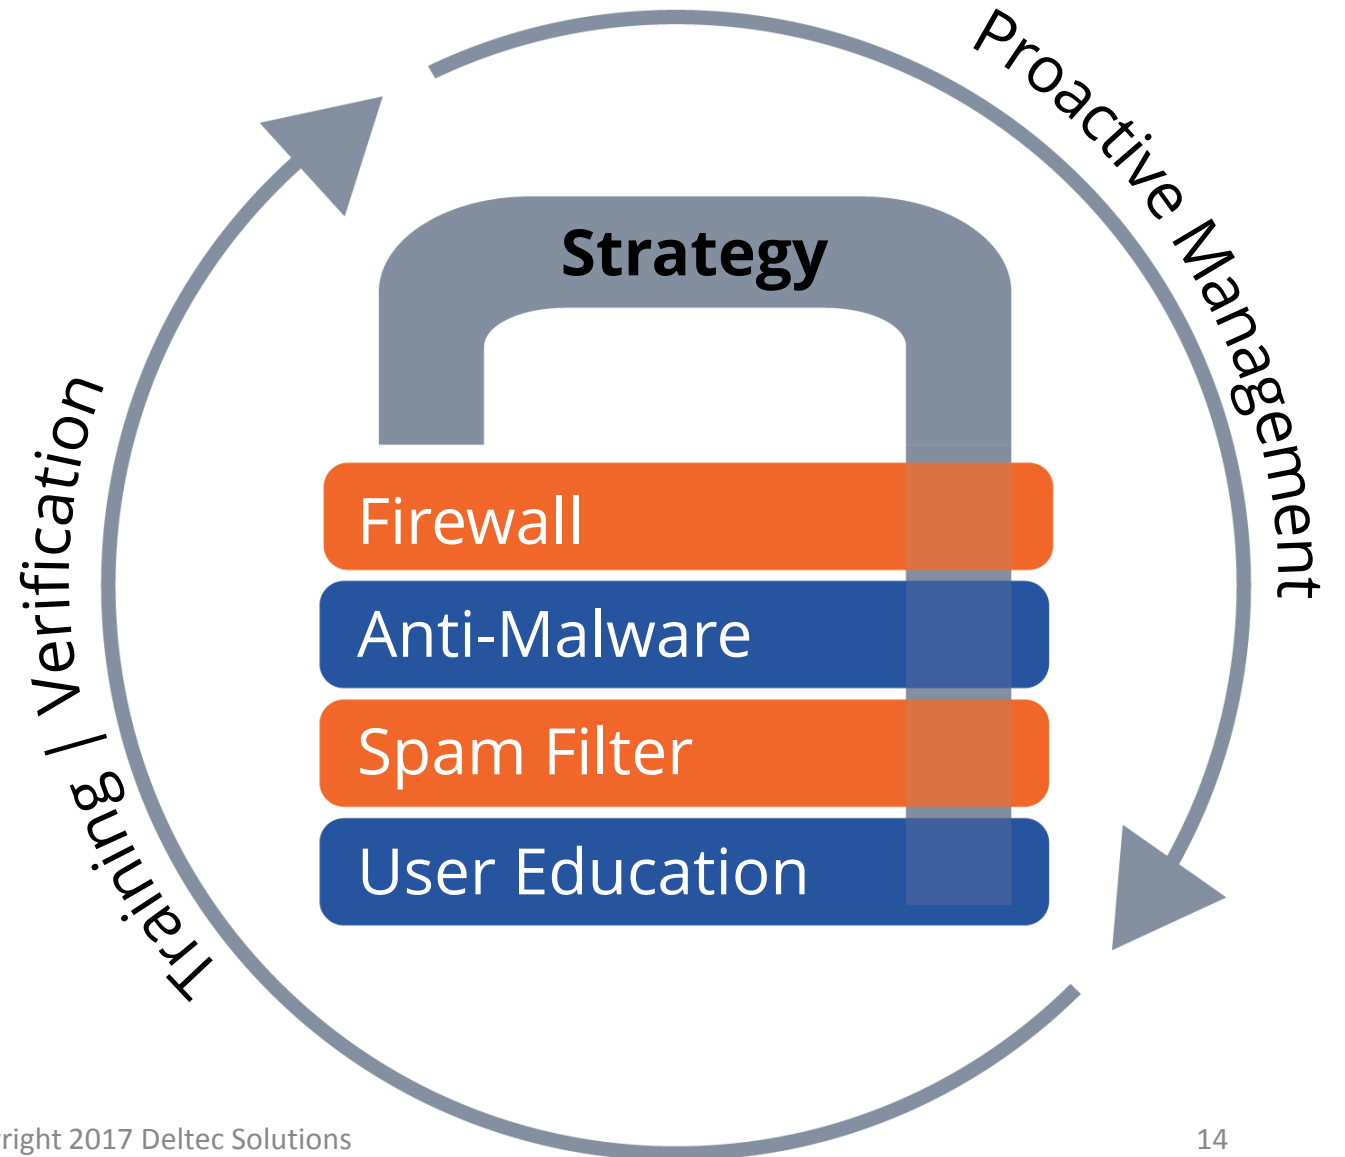 Proactive Management
Strategy
Firewall
Anti-Malware
Spam Filter
User Education
Training | Verification
right 2017 Deltec Solutions
14